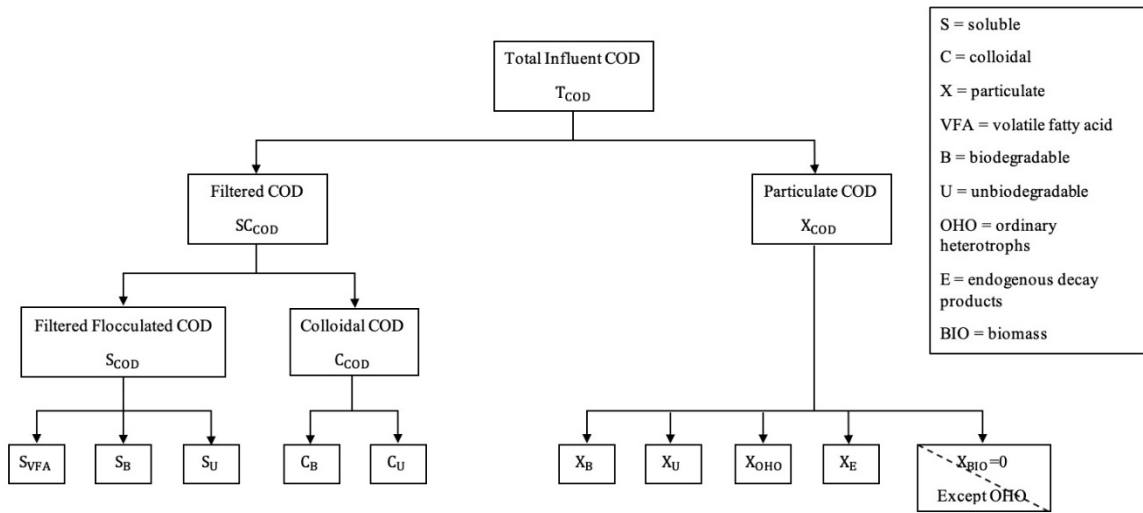 Total Influent COD
T_COD
Filtered COD
SC_COD
Particulate COD
X_COD
Filtered Flocculated COD
S_COD
Colloidal COD
C_COD
S_VFA
S_B
S_U
C_B
C_U
X_B
X_U
X_OHO
X_E
X_BIO=0
Except OHO
S = soluble
C = colloidal
X = particulate
VFA = volatile fatty acid
B = biodegradable
U = unbiodegradable
OHO = ordinary
heterotrophs
E = endogenous decay
products
BIO = biomass